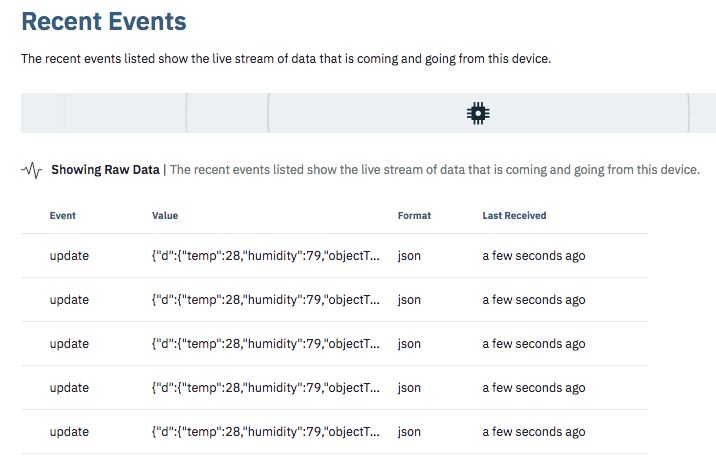 Recent Events
The recent events listed show the live stream of data that is coming and going from this device.
Showing Raw Data | The recent events listed show the live stream of data that is coming and going from this device.
Event Value Format Last Received
update {"d":{"temp":28,"humidity":79,"objectT... json a few seconds ago
update {"d":{"temp":28,"humidity":79,"objectT... json a few seconds ago
update {"d":{"temp":28,"humidity":79,"objectT... json a few seconds ago
update {"d":{"temp":28,"humidity":79,"objectT... json a few seconds ago
update {"d":{"temp":28,"humidity":79,"objectT... json a few seconds ago